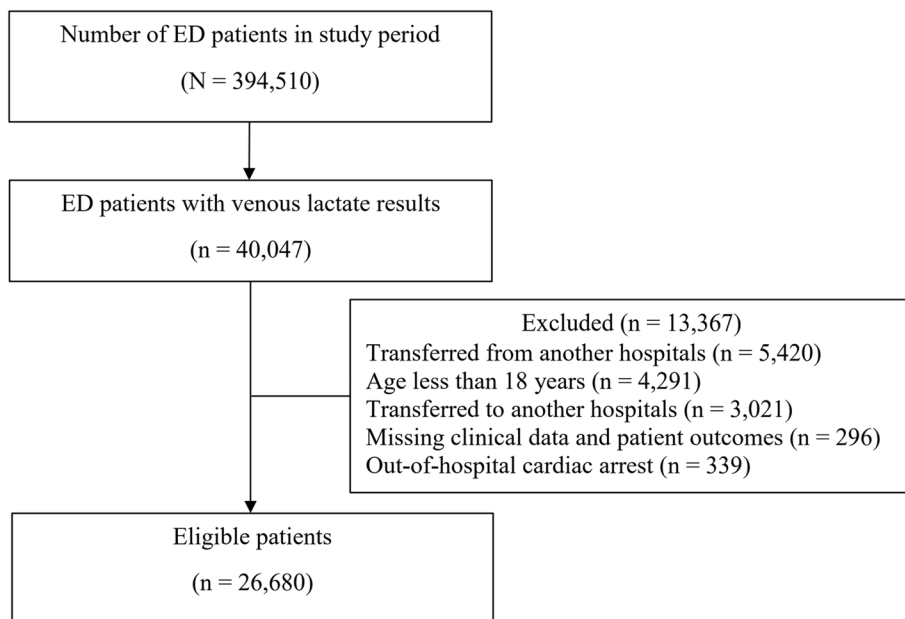 Number of ED patients in study period
(N = 394,510)
ED patients with venous lactate results
(n = 40,047)
Excluded (n = 13,367)
Transferred from another hospitals (n = 5,420)
Age less than 18 years (n = 4,291)
Transferred to another hospitals (n = 3,021)
Missing clinical data and patient outcomes (n = 296)
Out-of-hospital cardiac arrest (n = 339)
Eligible patients
(n = 26,680)